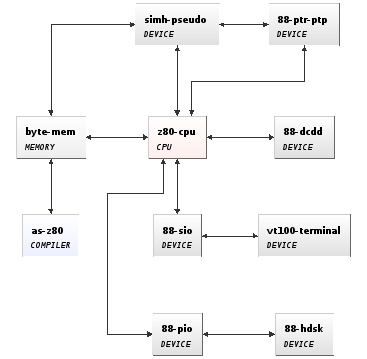 simh-pseudo
DEVICE
88-ptr-ptp
DEVICE
byte-mem
MEMORY
z80-cpu
CPU
88-dcdd
DEVICE
as-z80
COMPILER
88-sio
DEVICE
vt100-terminal
DEVICE
88-pio
DEVICE
88-hdsk
DEVICE